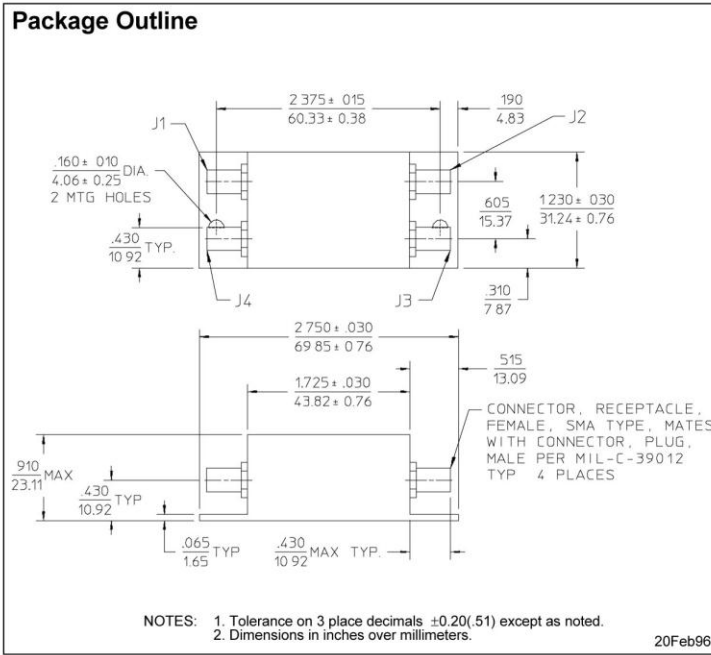 Package Outline
2 375± 015
60.33± 0.38
190
4.83
J1
J2
.160± 010
4.06± 0.25 DIA.
2 MTG HOLES
605
15.37
1230± 030
31.24± 0.76
.430
10 92 TYP.
.310
7 87
J4
J3
2 750± .030
69 85± 0 76
515
13.09
1.725± .030
43.82± 0.76
CONNECTOR, RECEPTACLE,
FEMALE, SMA TYPE, MATES
WITH CONNECTOR, PLUG,
MALE PER MIL-C-39012
TYP 4 PLACES
910
23.11 MAX
.430
10.92 TYP
.065
1.65 TYP
.430
10 92 MAX TYP.
NOTES: 1. Tolerance on 3 place decimals ±0.20(.51) except as noted.
2. Dimensions in inches over millimeters.
20Feb96